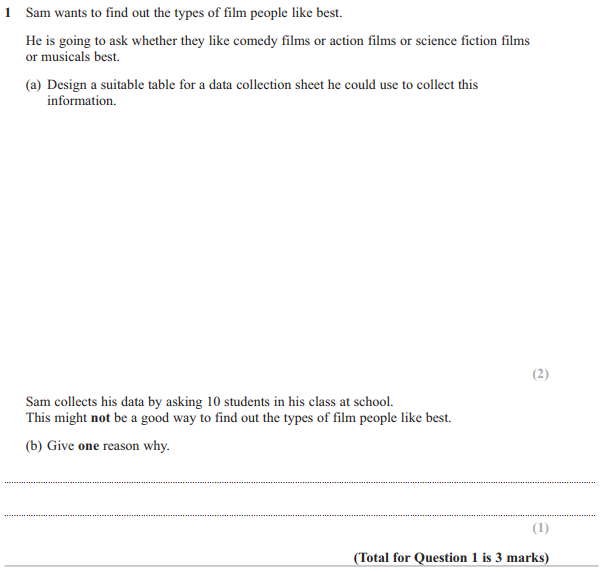 1 Sam wants to find out the types of film people like best.
He is going to ask whether they like comedy films or action films or science fiction films
or musicals best.
(a) Design a suitable table for a data collection sheet he could use to collect this
information.
(2)
Sam collects his data by asking 10 students in his class at school.
This might not be a good way to find out the types of film people like best.
(b) Give one reason why.
(1)
(Total for Question 1 is 3 marks)